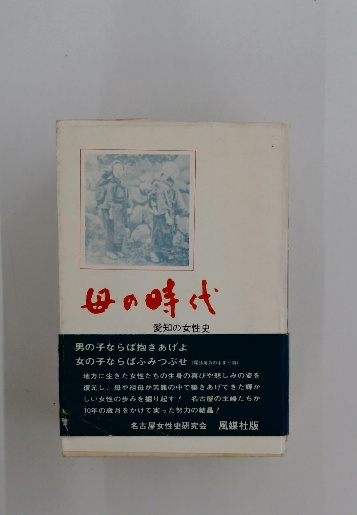 母の時代
愛知の女性史
男の子ならば抱きあげよ
女の子ならばふみつぶせ
地方に生きた女性たちの生身の喜びや悲しみの姿を
復元し、母や祖母が苦難の中で築きあげてきた輝か
しい女性の歩みを掘り起す! 名古屋の主婦たちが
10年の歳月をかけて実った努力の結晶!
名古屋女性史研究会 風媒社版